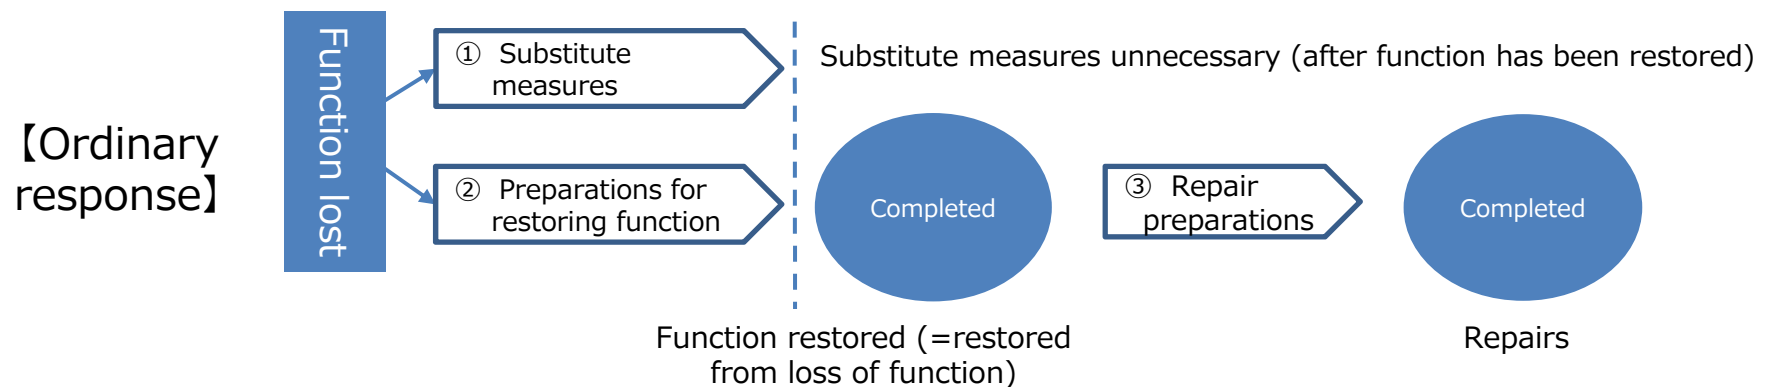 【Ordinary
response】
Function lost
① Substitute
measures
② Preparations for
restoring function
Substitute measures unnecessary (after function has been restored)
Completed
③ Repair
preparations
Completed
Function restored (=restored
from loss of function)
Repairs